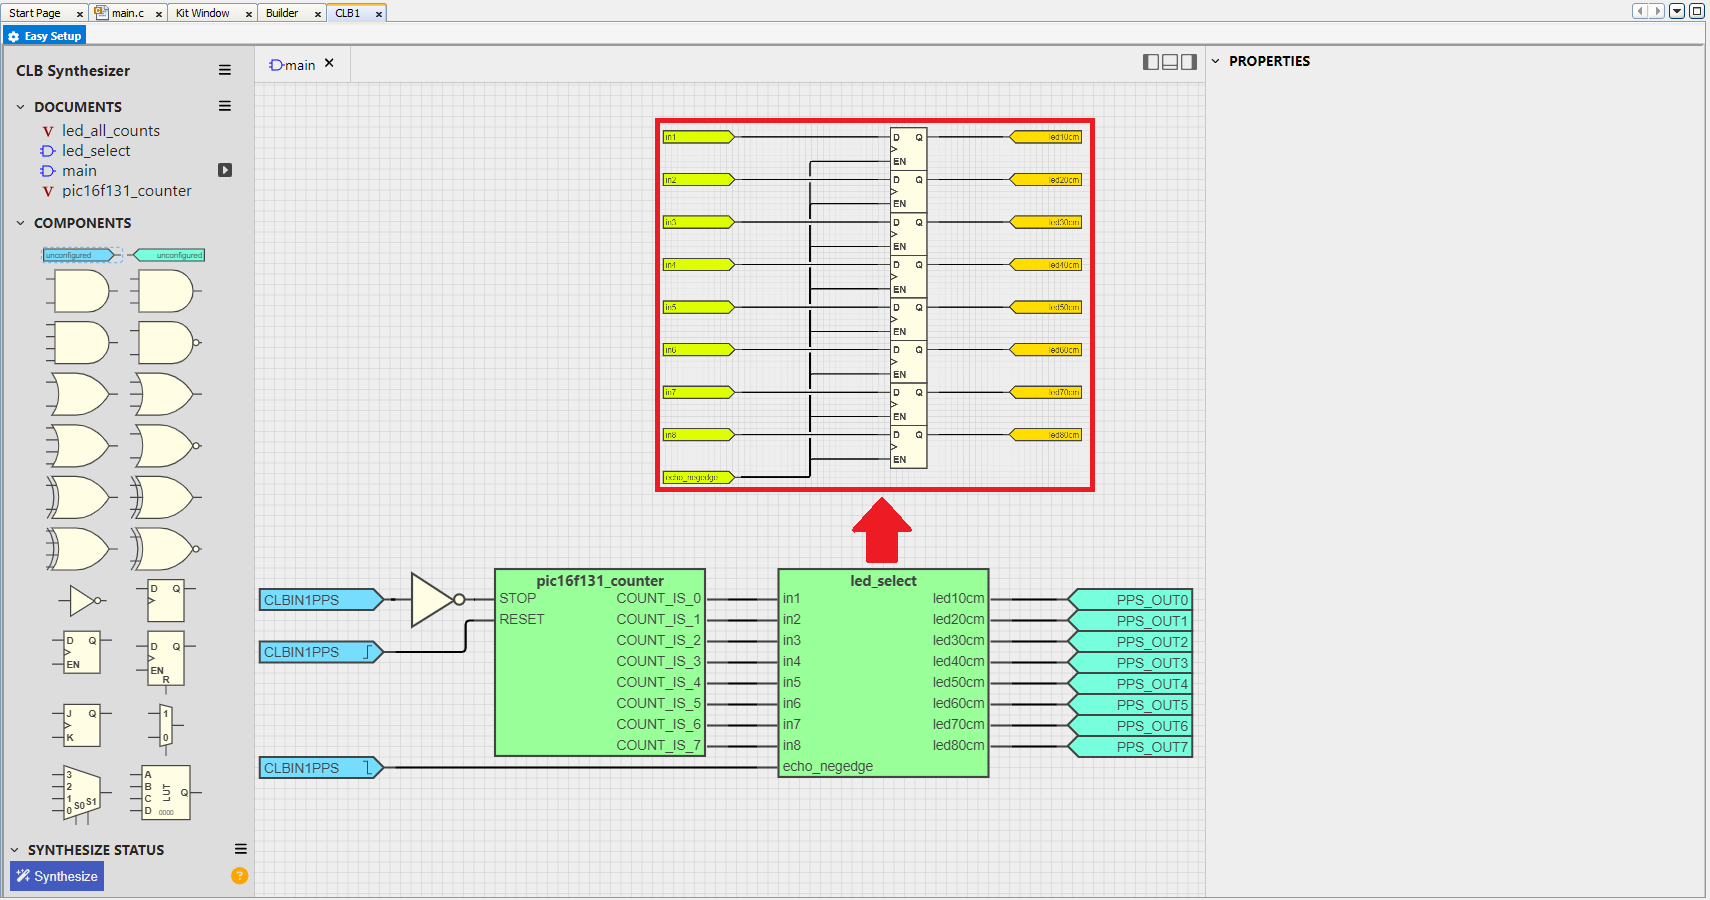 Start Page
main.c
Kit Window
Builder
CLB1
Easy Setup
CLB Synthesizer
DOCUMENTS
led_all_counts
led_select
main
pic16f131_counter
COMPONENTS
unconfigured
unconfigured
D Q
D Q
EN
D Q
EN
R
J Q
K
1
0
3
2
1
0
S0 S1
A
B
C
D
LUT
Q
0000
SYNTHESIZE STATUS
Synthesize
?
main
PROPERTIES
in1 D Q led10cm
EN
in2 D Q led20cm
EN
in3 D Q led30cm
EN
in4 D Q led40cm
EN
in5 D Q led50cm
EN
in6 D Q led60cm
EN
in7 D Q led70cm
EN
in8 D Q led80cm
EN
echo_negedge
CLBIN1PPS
CLBIN1PPS
CLBIN1PPS
pic16f131_counter
STOP COUNT_IS_0
RESET COUNT_IS_1
COUNT_IS_2
COUNT_IS_3
COUNT_IS_4
COUNT_IS_5
COUNT_IS_6
COUNT_IS_7
led_select
in1 led10cm
in2 led20cm
in3 led30cm
in4 led40cm
in5 led50cm
in6 led60cm
in7 led70cm
in8 led80cm
echo_negedge
PPS_OUT0
PPS_OUT1
PPS_OUT2
PPS_OUT3
PPS_OUT4
PPS_OUT5
PPS_OUT6
PPS_OUT7